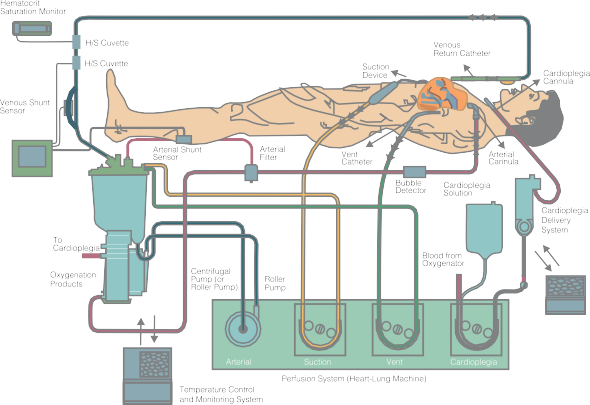 Hematocrit
Saturation Monitor
H/S Cuvette
H/S Cuvette
Venous Shunt
Sensor
Suction
Device
Venous
Return Catheter
Cardioplegia
Cannula
Arterial Shunt
Sensor
Arterial
Filter
Vent
Catheter
Bubble
Detector
Arterial
Cannula
Cardioplegia
Solution
Cardioplegia
Delivery
System
To
Cardioplegia
Oxygenation
Products
Centrifugal
Pump (or
Roller Pump)
Roller
Pump
Blood from
Oxygenator
Arterial
Suction
Vent
Cardioplegia
Perfusion System (Heart-Lung Machine)
Temperature Control
and Monitoring System